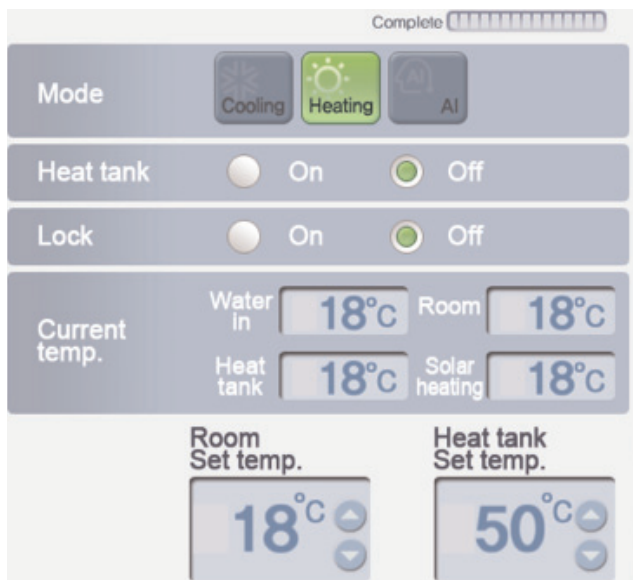 Complete
Mode Cooling Heating AI AI
Heat tank On Off
Lock On Off
Current temp.
Water in 18°C Room 18°C
Heat tank 18°C Solar heating 18°C
Room Set temp.
18°C
Heat tank Set temp.
50°C